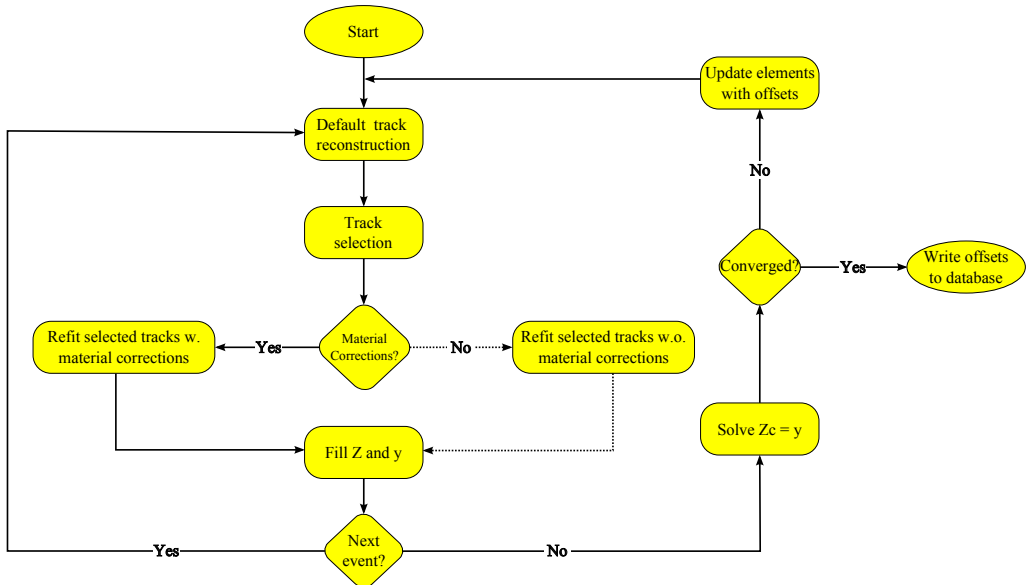 Start
Update elements
with offsets
Default track
reconstruction
No
Track
selection
Converged?
Yes
Write offsets
to database
Refit selected tracks w.
material corrections
Yes
Material
Corrections?
No
Refit selected tracks w.o.
material corrections
Solve Zc = y
Fill Z and y
Yes
Next
event?
No